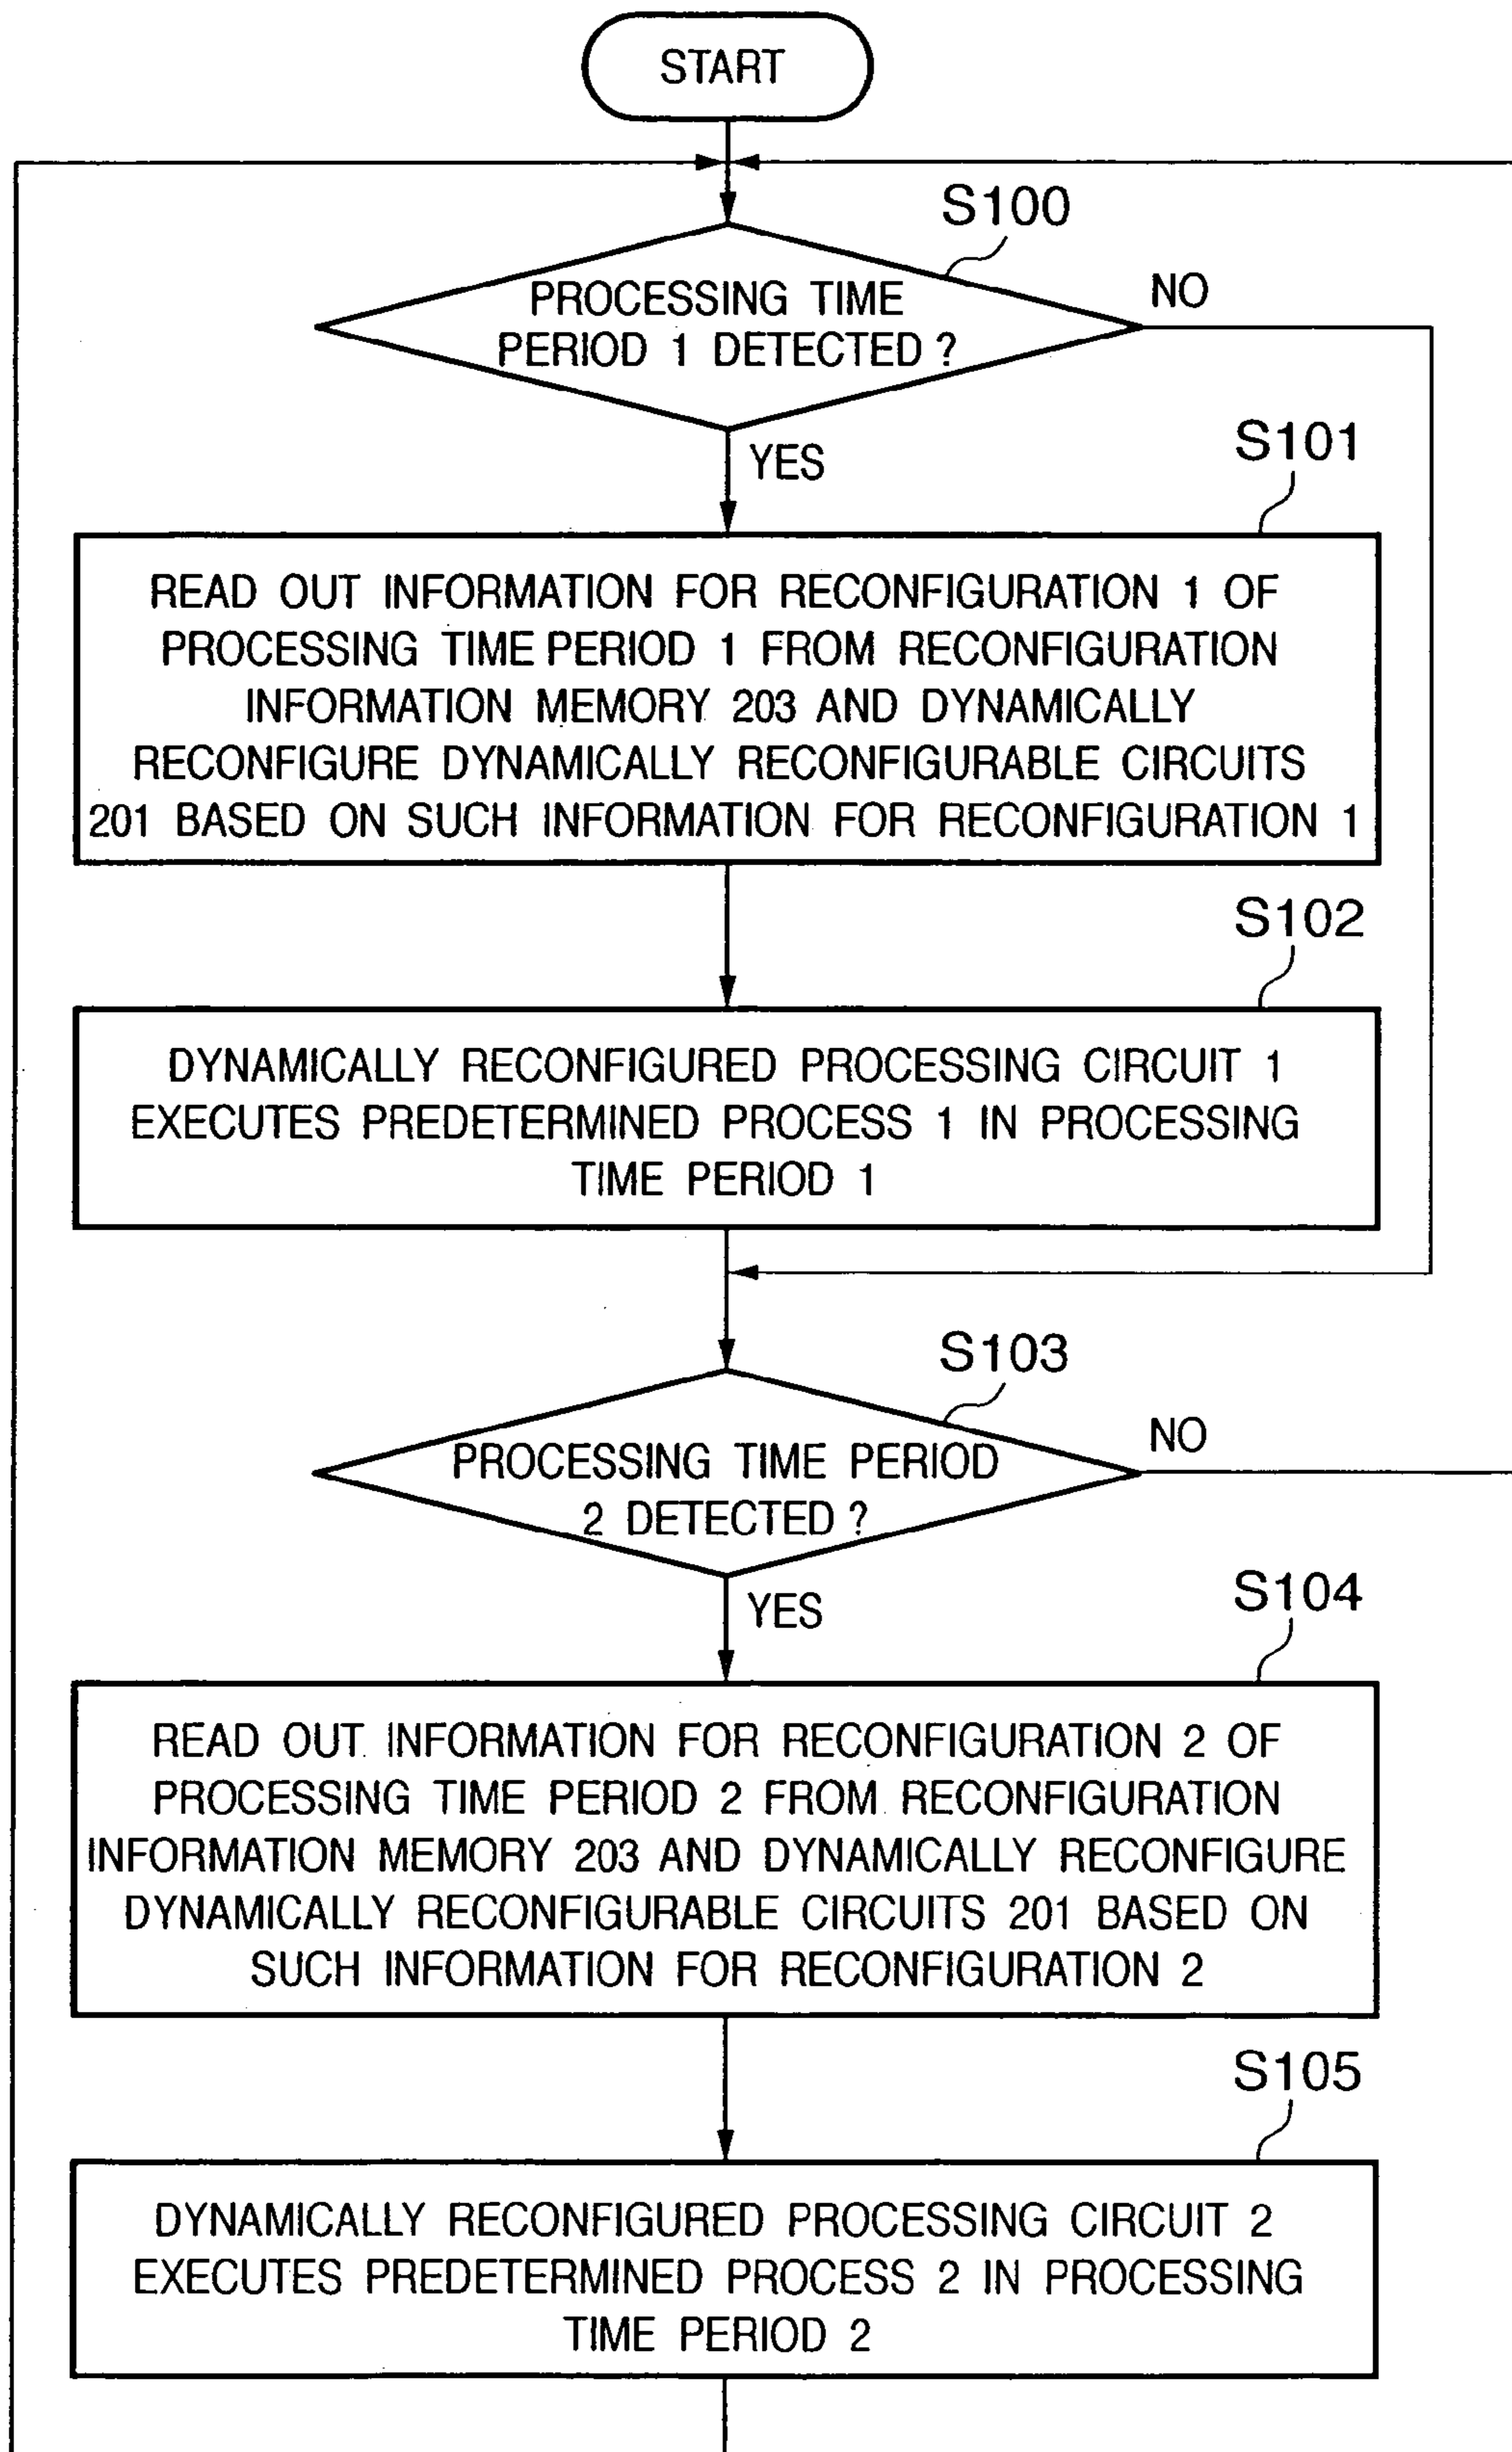 START
S100
PROCESSING TIME
PERIOD 1 DETECTED ?
NO
YES
S101
READ OUT INFORMATION FOR RECONFIGURATION 1 OF
PROCESSING TIME PERIOD 1 FROM RECONFIGURATION
INFORMATION MEMORY 203 AND DYNAMICALLY
RECONFIGURE DYNAMICALLY RECONFIGURABLE CIRCUITS
201 BASED ON SUCH INFORMATION FOR RECONFIGURATION 1
S102
DYNAMICALLY RECONFIGURED PROCESSING CIRCUIT 1
EXECUTES PREDETERMINED PROCESS 1 IN PROCESSING
TIME PERIOD 1
S103
PROCESSING TIME PERIOD
2 DETECTED ?
NO
YES
S104
READ OUT INFORMATION FOR RECONFIGURATION 2 OF
PROCESSING TIME PERIOD 2 FROM RECONFIGURATION
INFORMATION MEMORY 203 AND DYNAMICALLY RECONFIGURE
DYNAMICALLY RECONFIGURABLE CIRCUITS 201 BASED ON
SUCH INFORMATION FOR RECONFIGURATION 2
S105
DYNAMICALLY RECONFIGURED PROCESSING CIRCUIT 2
EXECUTES PREDETERMINED PROCESS 2 IN PROCESSING
TIME PERIOD 2